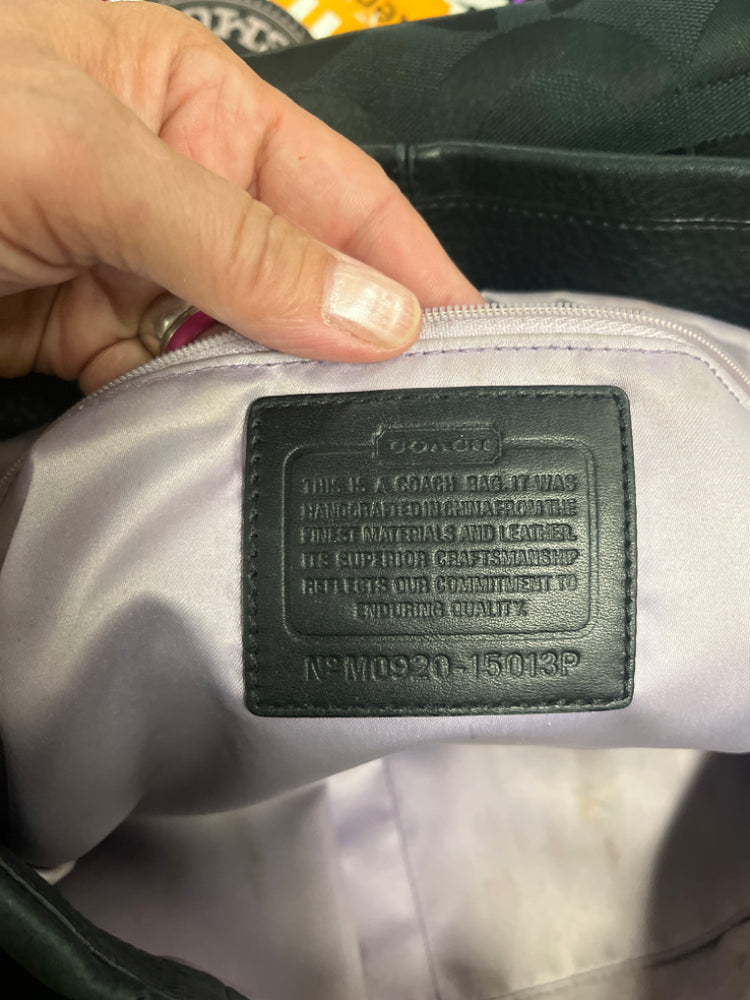 COACH
THIS IS A COACH BAG. IT WAS
HANDCRAFTED IN CHINA FROM THE
FINEST MATERIALS AND LEATHER.
ITS SUPERIOR CRAFTSMANSHIP
REFLECTS OUR COMMITMENT TO
ENDURING QUALITY.
Nº M0920-15013P